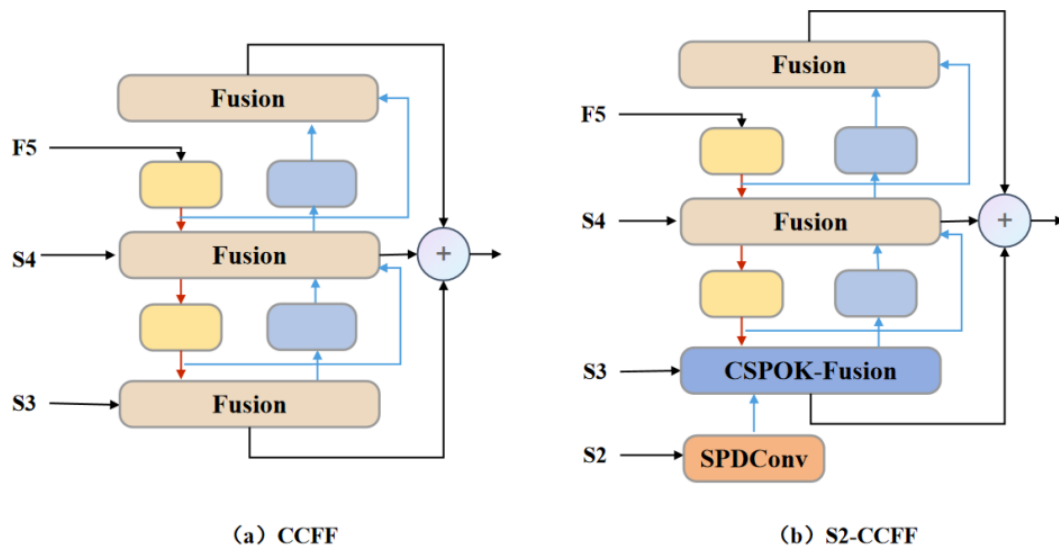 Fusion
F5
S4
Fusion
+
S3
Fusion
（a）CCFF
Fusion
F5
S4
Fusion
+
S3
CSPOK-Fusion
S2
SPDConv
（b）S2-CCFF